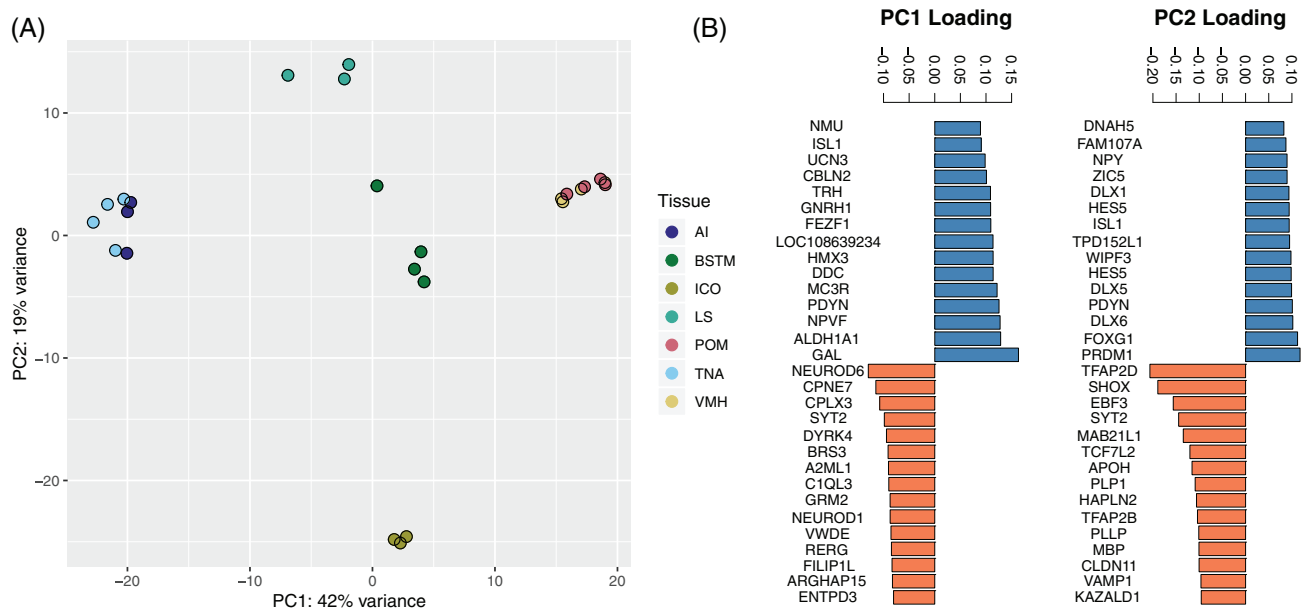 (A)
10
0
−10
−20
PC2: 19% variance
−20
−10
0
10
20
PC1: 42% variance
Tissue
AI
BSTM
ICO
LS
POM
TNA
VMH
(B)
PC1 Loading
−0.10
−0.05
0.00
0.05
0.10
0.15
NMU
ISL1
UCN3
CBLN2
TRH
GNRH1
FEZF1
LOC108639234
HMX3
DDC
MC3R
PDYN
NPVF
ALDH1A1
GAL
NEUROD6
CPNE7
CPLX3
SYT2
DYRK4
BRS3
A2ML1
C1QL3
GRM2
NEUROD1
VWDE
RERG
FILIP1L
ARGHAP15
ENTPD3
PC2 Loading
−0.20
−0.15
−0.10
−0.05
0.00
0.05
0.10
DNAH5
FAM107A
NPY
ZIC5
DLX1
HES5
ISL1
TPD152L1
WIPF3
HES5
DLX5
PDYN
DLX6
FOXG1
PRDM1
TFAP2D
SHOX
EBF3
SYT2
MAB21L1
TCF7L2
APOH
PLP1
HAPLN2
TFAP2B
PLLP
MBP
CLDN11
VAMP1
KAZALD1